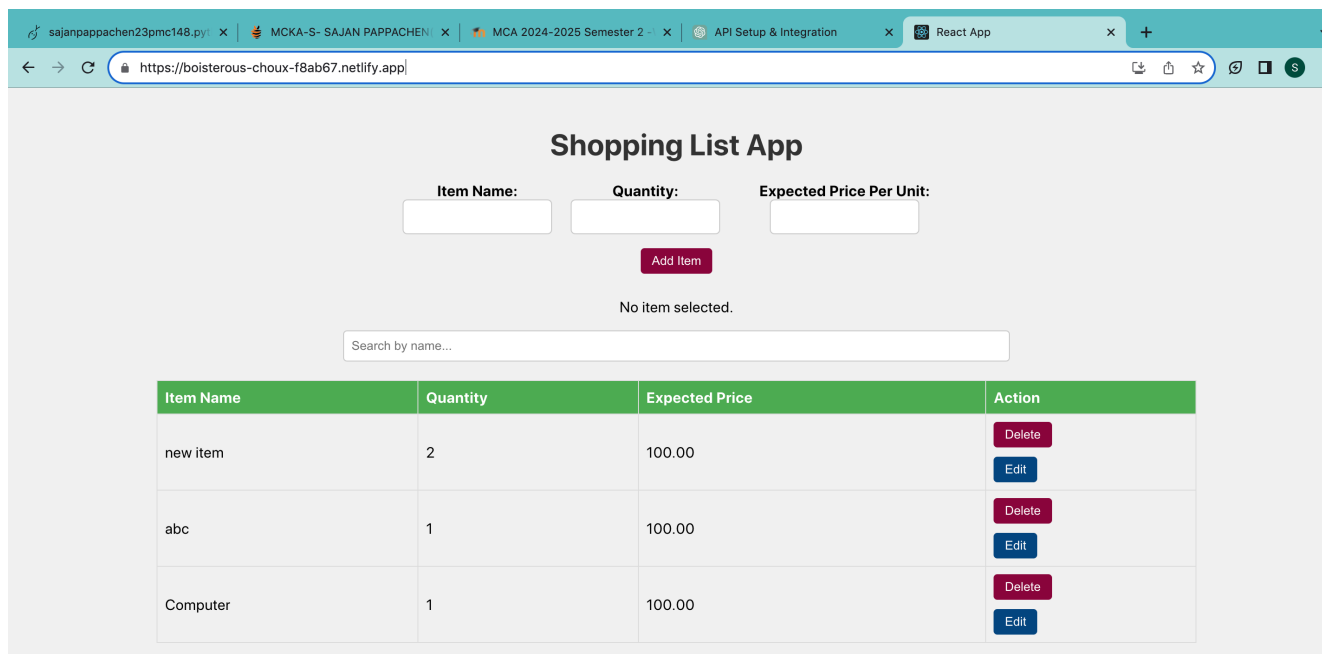 sajanpappachen23pmc148.pyt
MCKA-S- SAJAN PAPPACHEN
MCA 2024-2025 Semester 2 -
API Setup & Integration
React App
https://boisterous-choux-f8ab67.netlify.app
S
Shopping List App
Item Name: Quantity: Expected Price Per Unit:
Add Item
No item selected.
Search by name...
Item Name Quantity Expected Price Action
new item 2 100.00 Delete
Edit
abc 1 100.00 Delete
Edit
Computer 1 100.00 Delete
Edit